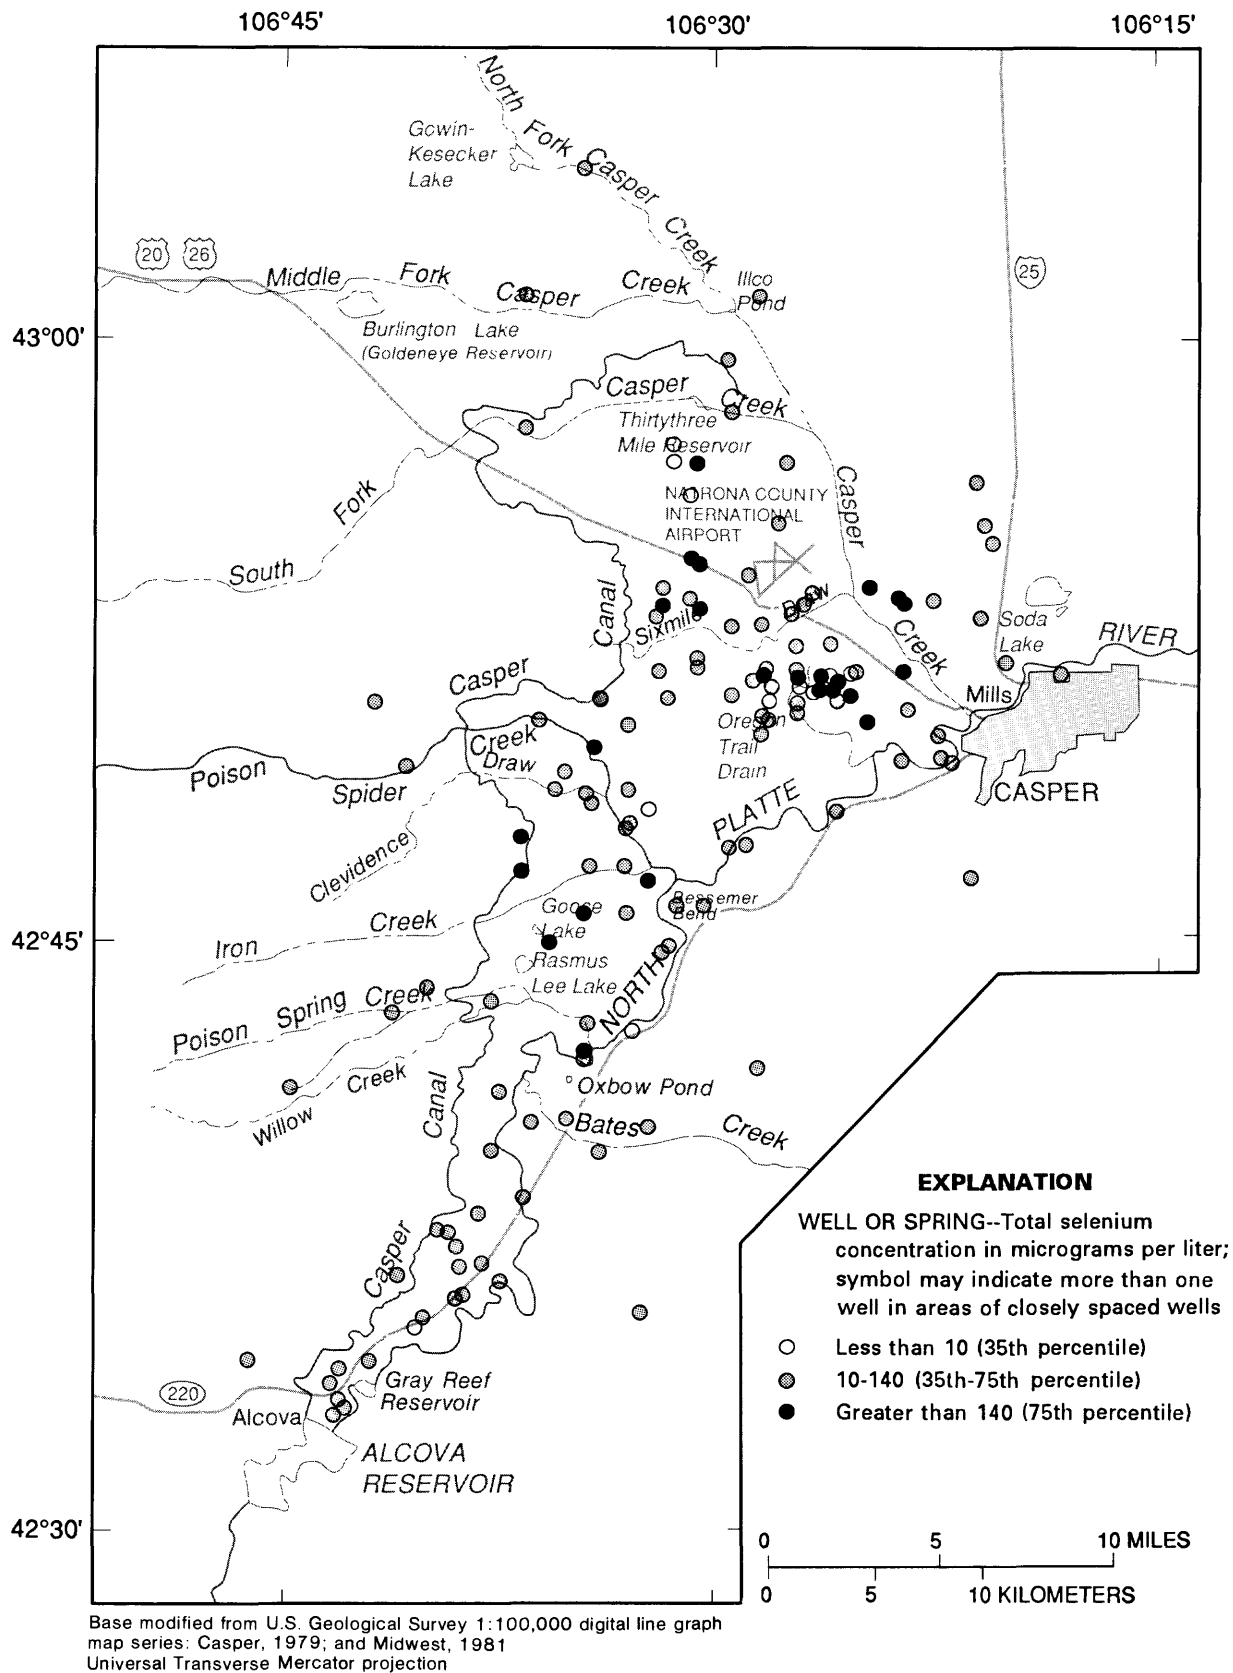 106°45'
106°30'
106°15'
North
Fork
Casper
Creek
Gowin-
Kesecker
Lake
20
26
25
Middle
Fork
Casper
Creek
Illco
Pond
Burlington Lake
(Goldeneye Reservoir)
43°00'
Casper
Creek
Thirtythree
Mile Reservoir
NATRONA COUNTY
INTERNATIONAL
AIRPORT
Casper
Creek
South
Fork
Canal
Sixmile
Draw
Soda
Lake
RIVER
Casper
Mills
Creek
Draw
Oregon
Trail
Drain
Poison
Spider
CASPER
PLATTE
Clevidence
Bessemer
Bend
Goose
Lake
Iron
Creek
42°45'
Rasmus
Lee Lake
NORTH
Poison
Spring
Creek
Willow
Creek
Canal
Oxbow Pond
Bates
Creek
Casper
220
Alcova
Gray Reef
Reservoir
ALCOVA
RESERVOIR
42°30'
EXPLANATION
WELL OR SPRING--Total selenium
concentration in micrograms per liter;
symbol may indicate more than one
well in areas of closely spaced wells
Less than 10 (35th percentile)
10-140 (35th-75th percentile)
Greater than 140 (75th percentile)
0 5 10 MILES
0 5 10 KILOMETERS
Base modified from U.S. Geological Survey 1:100,000 digital line graph
map series: Casper, 1979; and Midwest, 1981
Universal Transverse Mercator projection